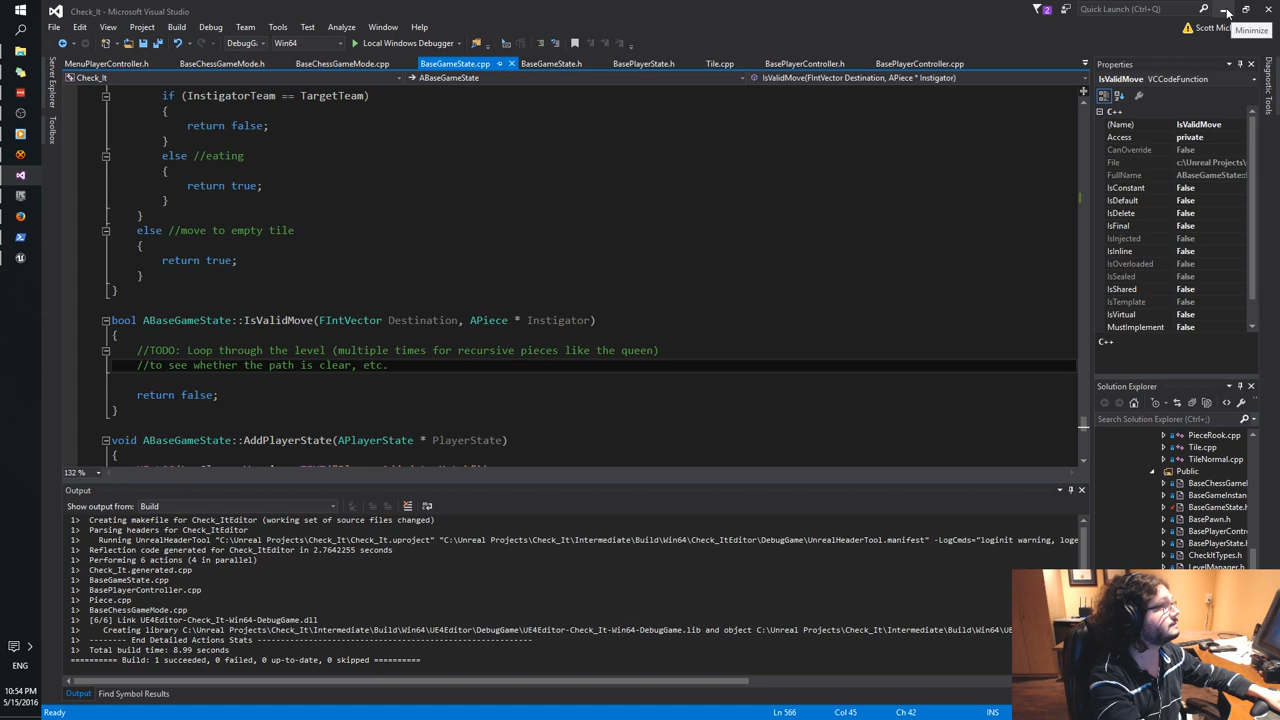 Check_It - Microsoft Visual Studio
2
Quick Launch (Ctrl+Q)
File Edit View Project Build Debug Team Tools Test Analyze Window Help
Minimize
DebugG
Win64
Local Windows Debugger
MenuPlayerController.h BaseChessGameMode.h BaseChessGameMode.cpp BaseGameState.cpp BaseGameState.h BasePlayerState.h Tile.cpp BasePlayerController.h BasePlayerController.cpp
Check_It
ABaseGameState
IsValidMove(FIntVector Destination, APiece * Instigator)
Server Explorer
Toolbox
if (InstigatorTeam == TargetTeam)
{
return false;
}
else //eating
{
return true;
}
}
else //move to empty tile
{
return true;
}
}
bool ABaseGameState::IsValidMove(FIntVector Destination, APiece * Instigator)
{
//TODO: Loop through the level (multiple times for recursive pieces like the queen)
//to see whether the path is clear, etc.
return false;
}
void ABaseGameState::AddPlayerState(APlayerState * PlayerState)
{
132 %
Output
Show output from: Build
1> Creating makefile for Check_ItEditor (working set of source files changed)
1> Parsing headers for Check_ItEditor
1> Running UnrealHeaderTool "C:\Unreal Projects\Check_It\Check_It.uproject" "C:\Unreal Projects\Check_It\Intermediate\Build\Win64\Check_ItEditor\DebugGame\UnrealHeaderTool.manifest" -LogCmds="loginit warning, loge
1> Reflection code generated for Check_ItEditor in 2.7642255 seconds
1> Performing 6 actions (4 in parallel)
1> Check_It.generated.cpp
1> BaseGameState.cpp
1> BasePlayerController.cpp
1> Piece.cpp
1> BaseChessGameMode.cpp
1> [6/6] Link UE4Editor-Check_It-Win64-DebugGame.dll
1> Creating library C:\Unreal Projects\Check_It\Intermediate\Build\Win64\UE4Editor\DebugGame\UE4Editor-Check_It-Win64-DebugGame.lib and object C:\Unreal Projects\Check_It\Intermediate\Build\Win64\UE
1> -------- End Detailed Actions Stats -----------------------------------------------------------
1> Total build time: 8.99 seconds
========== Build: 1 succeeded, 0 failed, 0 up-to-date, 0 skipped ==========
Output Find Symbol Results
Ready
Ln 566 Col 45 Ch 42 INS
Properties
IsValidMove VCCodeFunction
C++
(Name) IsValidMove
Access private
CanOverride False
File c:\Unreal Projects\
FullName ABaseGameState::
IsConstant False
IsDefault False
IsDelete False
IsFinal False
IsInjected False
IsInline False
IsOverloaded False
IsSealed False
IsShared False
IsTemplate False
IsVirtual False
MustImplement False
C++
Diagnostic Tools
Solution Explorer
Search Solution Explorer (Ctrl+;)
PieceRook.cpp
Tile.cpp
TileNormal.cpp
Public
BaseChessGameI
BaseGameInstan
BaseGameState.h
BasePawn.h
BasePlayerContro
BasePlayerState.h
CheckItTypes.h
LevelManager.h
ENG
10:54 PM
5/15/2016